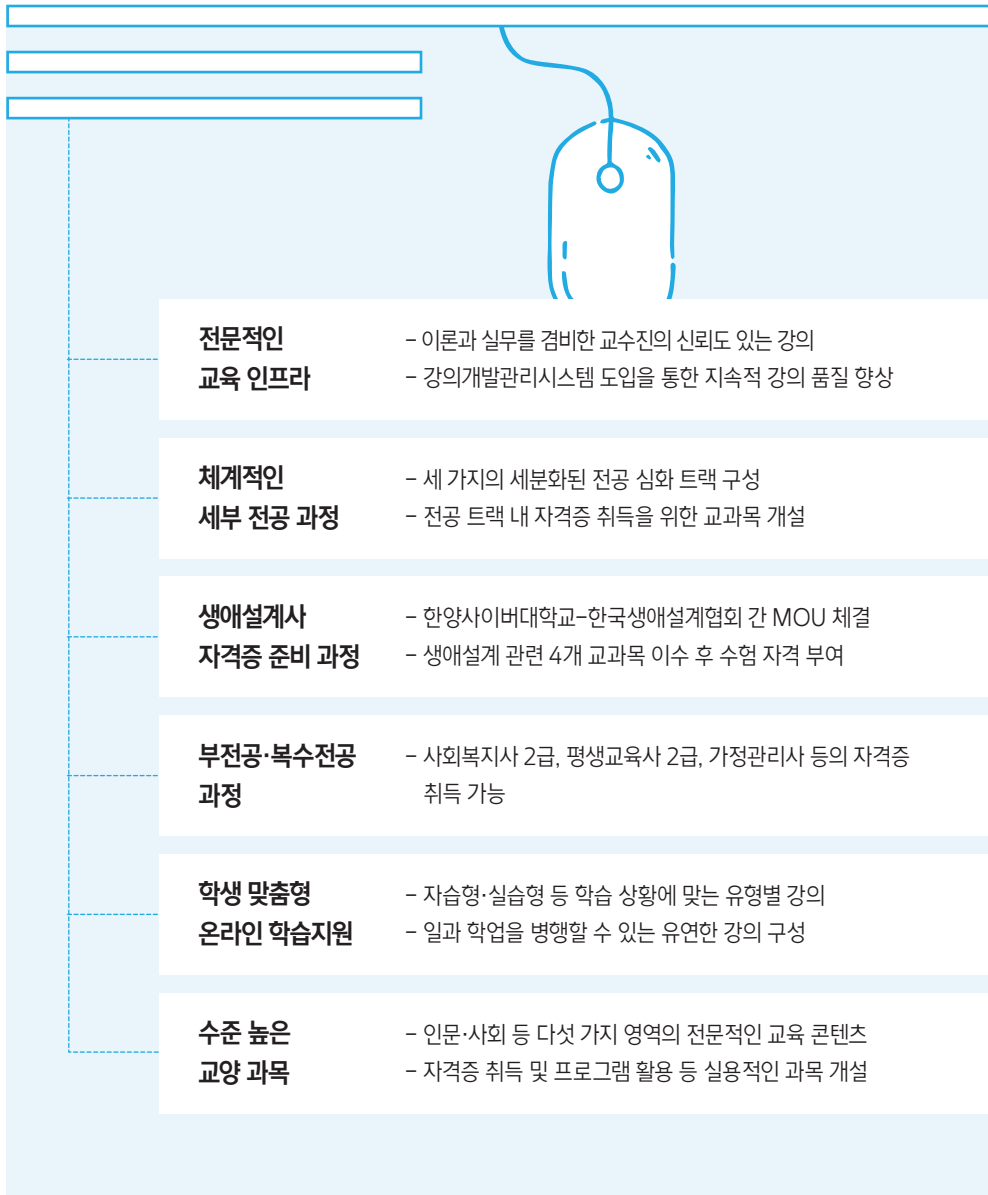 전문적인
교육 인프라
– 이론과 실무를 겸비한 교수진의 신뢰도 있는 강의
– 강의개발관리시스템 도입을 통한 지속적 강의 품질 향상
체계적인
세부 전공 과정
– 세 가지의 세분화된 전공 심화 트랙 구성
– 전공 트랙 내 자격증 취득을 위한 교과목 개설
생애설계사
자격증 준비 과정
– 한양사이버대학교–한국생애설계협회 간 MOU 체결
– 생애설계 관련 4개 교과목 이수 후 수험 자격 부여
부전공·복수전공
과정
– 사회복지사 2급, 평생교육사 2급, 가정관리사 등의 자격증
취득 가능
학생 맞춤형
온라인 학습지원
– 자습형·실습형 등 학습 상황에 맞는 유형별 강의
– 일과 학업을 병행할 수 있는 유연한 강의 구성
수준 높은
교양 과목
– 인문·사회 등 다섯 가지 영역의 전문적인 교육 콘텐츠
– 자격증 취득 및 프로그램 활용 등 실용적인 과목 개설